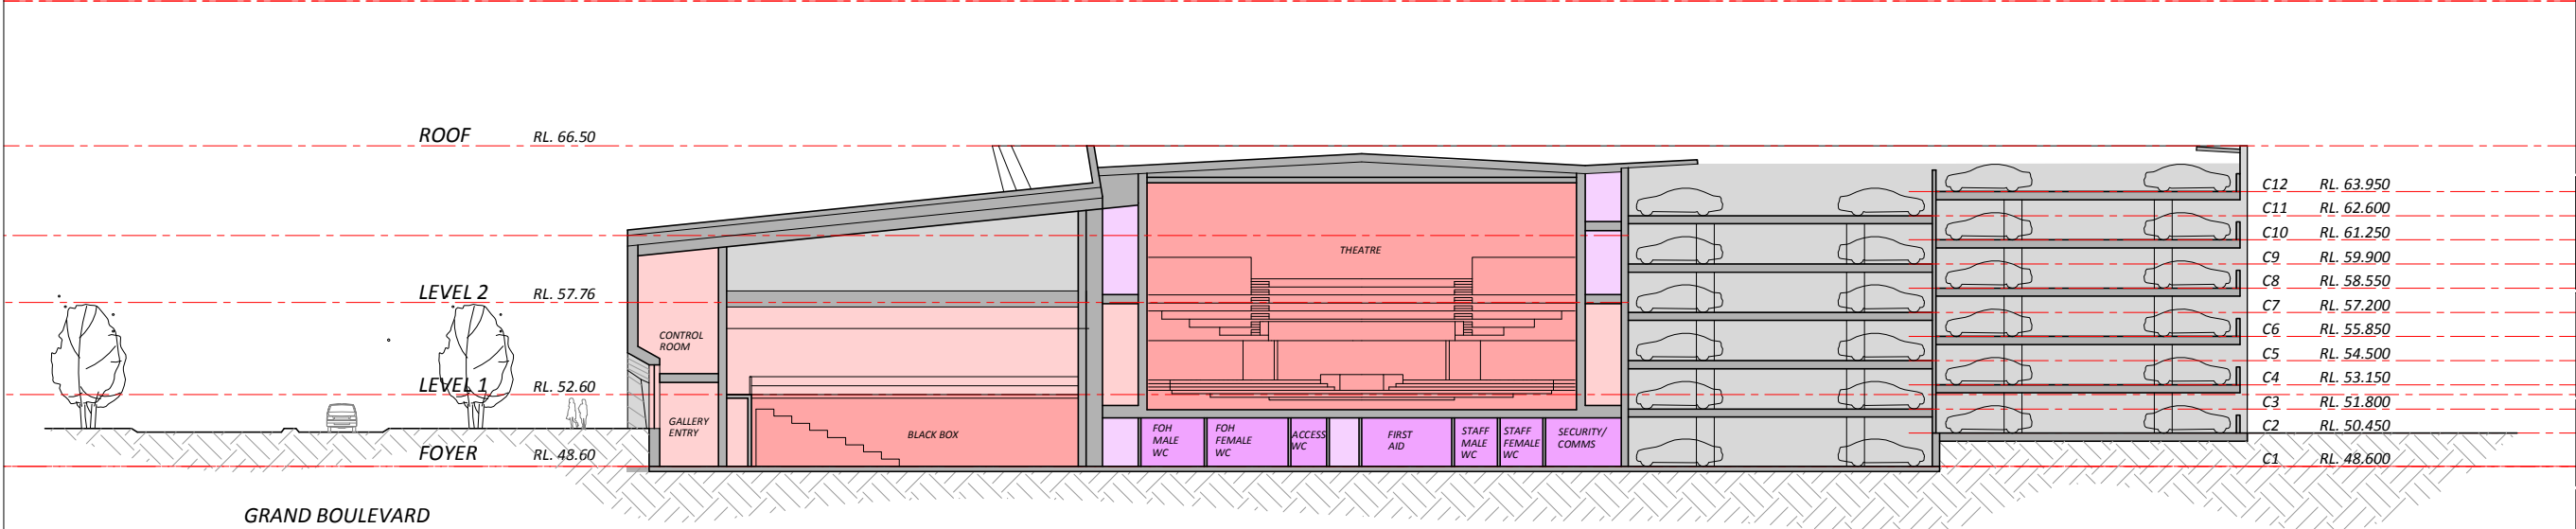 ROOF RL. 66.50
LEVEL 2 RL. 57.76
LEVEL 1 RL. 52.60
FOYER RL. 48.60
GRAND BOULEVARD
CONTROL
ROOM
GALLERY
ENTRY
BLACK BOX
THEATRE
FOH
MALE
WC
FOH
FEMALE
WC
ACCESS
WC
FIRST
AID
STAFF
MALE
WC
STAFF
FEMALE
WC
SECURITY/
COMMS
C12 RL. 63.950
C11 RL. 62.600
C10 RL. 61.250
C9 RL. 59.900
C8 RL. 58.550
C7 RL. 57.200
C6 RL. 55.850
C5 RL. 54.500
C4 RL. 53.150
C3 RL. 51.800
C2 RL. 50.450
C1 RL. 48.600